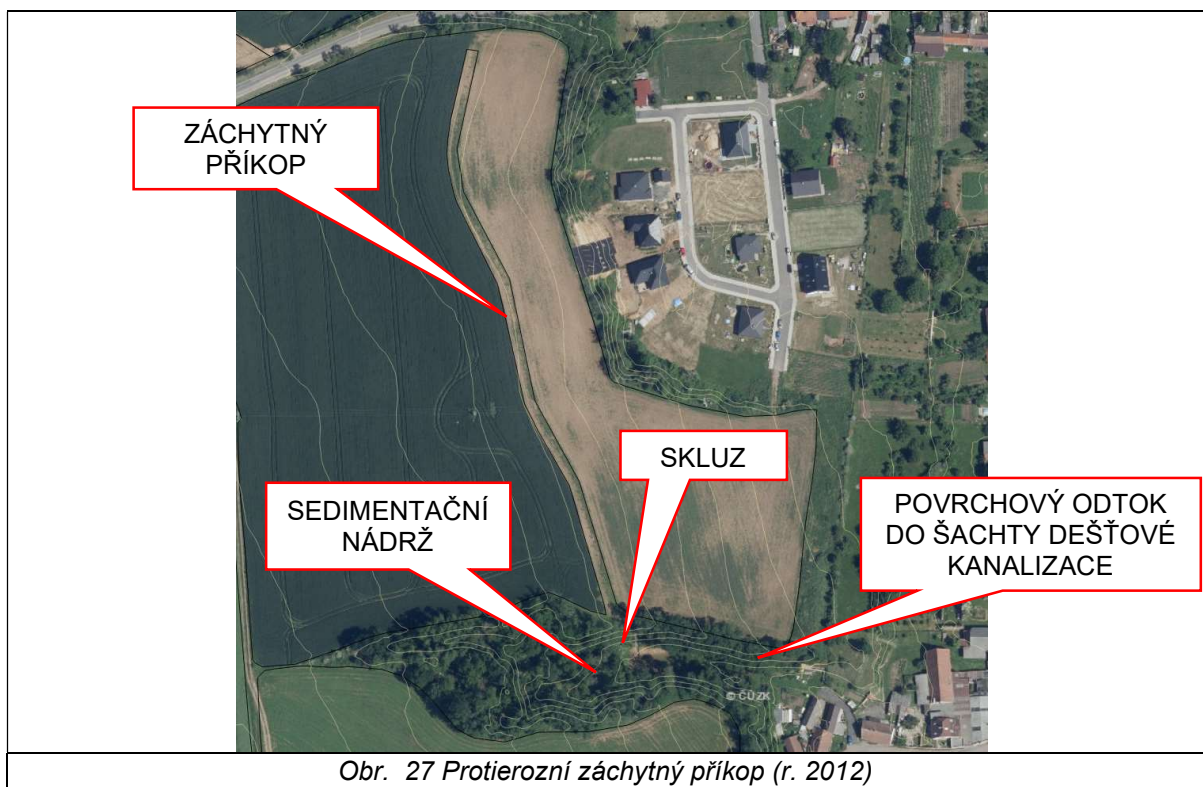 ZÁCHYTNÝ
PŘÍKOP
SKLUZ
SEDIMENTAČNÍ
NÁDRŽ
POVRCHOVÝ ODTOK
DO ŠACHTY DEŠŤOVÉ
KANALIZACE
© ČÚZK
Obr. 27 Protierozní záchytný příkop (r. 2012)